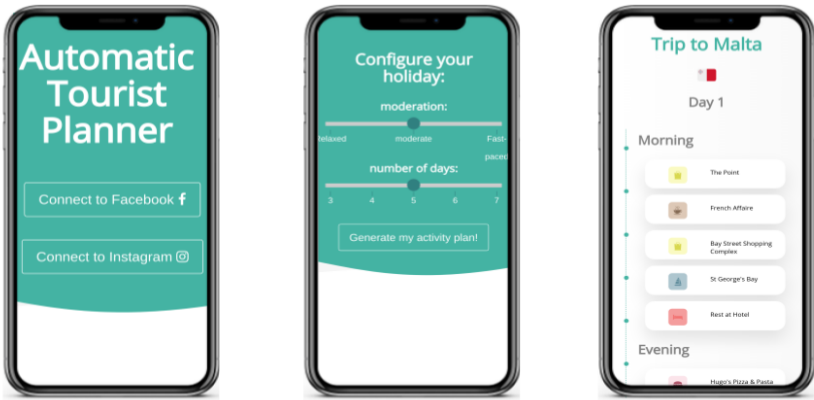 Automatic
Tourist
Planner
Connect to Facebook
Connect to Instagram
Configure your
holiday:
moderation:
relaxed moderate Fast-
paced
number of days:
3 4 5 6 7
Generate my activity plan!
Trip to Malta
Day 1
Morning
The Point
French Affaire
Bay Street Shopping
Complex
St George's Bay
Rest at Hotel
Evening
Hugo's Pizza & Pasta